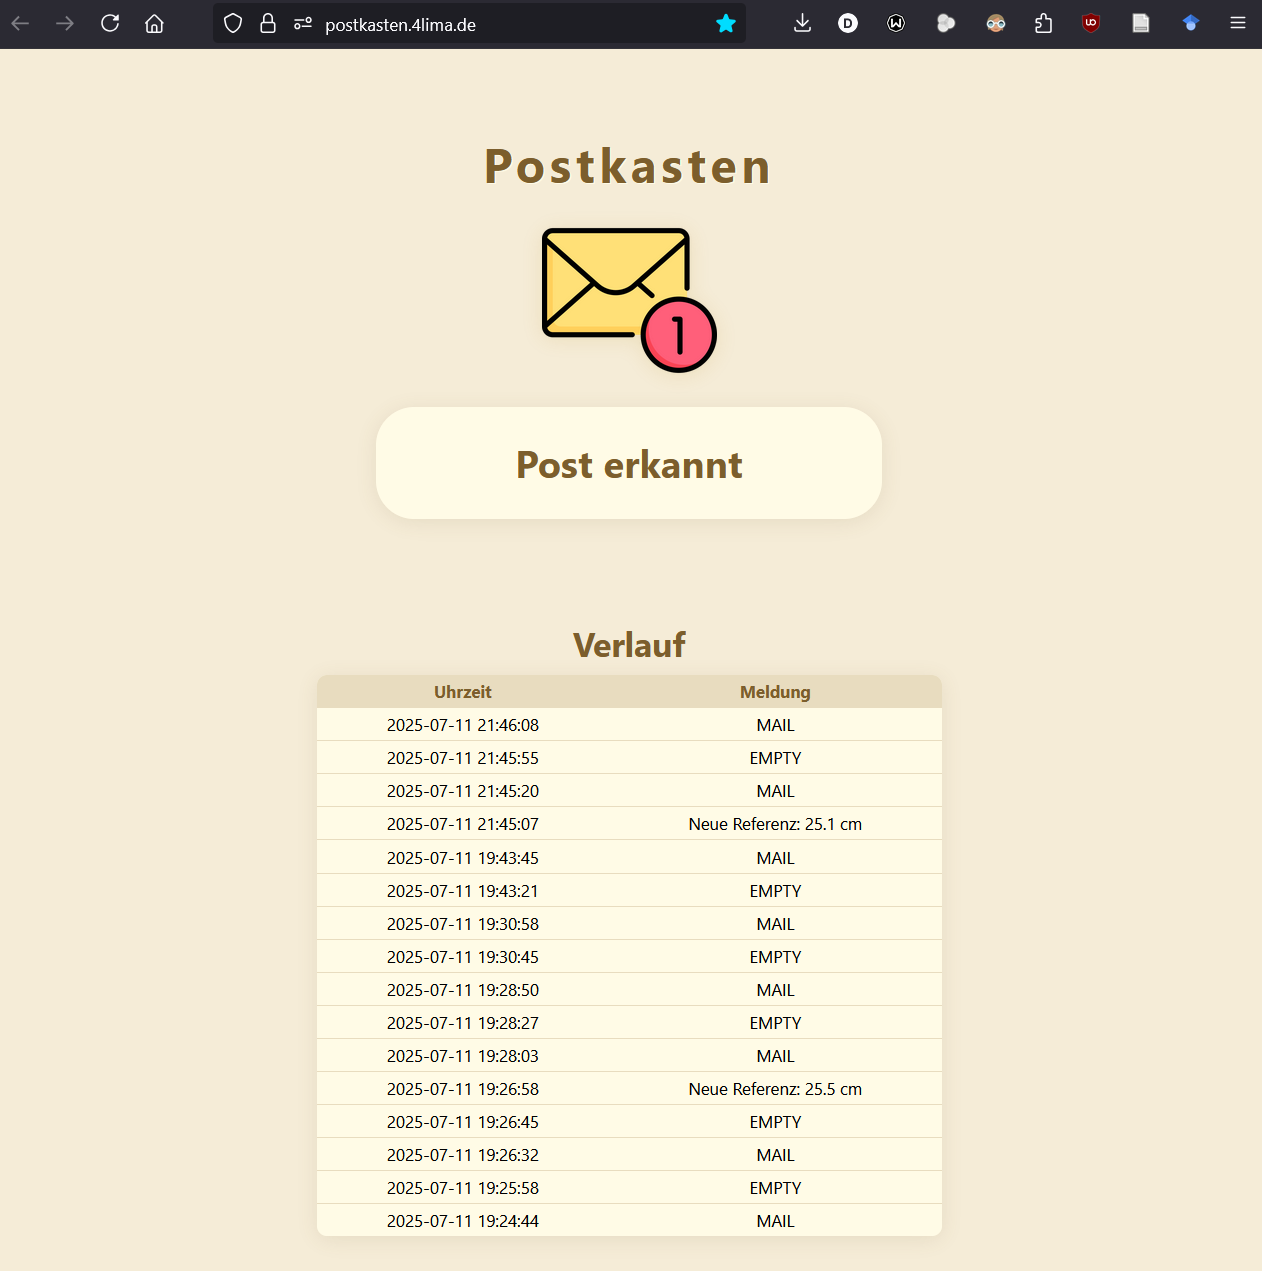 postkasten.4lima.de
Postkasten
1
Post erkannt
Verlauf
Uhrzeit Meldung
2025-07-11 21:46:08 MAIL
2025-07-11 21:45:55 EMPTY
2025-07-11 21:45:20 MAIL
2025-07-11 21:45:07 Neue Referenz: 25.1 cm
2025-07-11 19:43:45 MAIL
2025-07-11 19:43:21 EMPTY
2025-07-11 19:30:58 MAIL
2025-07-11 19:30:45 EMPTY
2025-07-11 19:28:50 MAIL
2025-07-11 19:28:27 EMPTY
2025-07-11 19:28:03 MAIL
2025-07-11 19:26:58 Neue Referenz: 25.5 cm
2025-07-11 19:26:45 EMPTY
2025-07-11 19:26:32 MAIL
2025-07-11 19:25:58 EMPTY
2025-07-11 19:24:44 MAIL